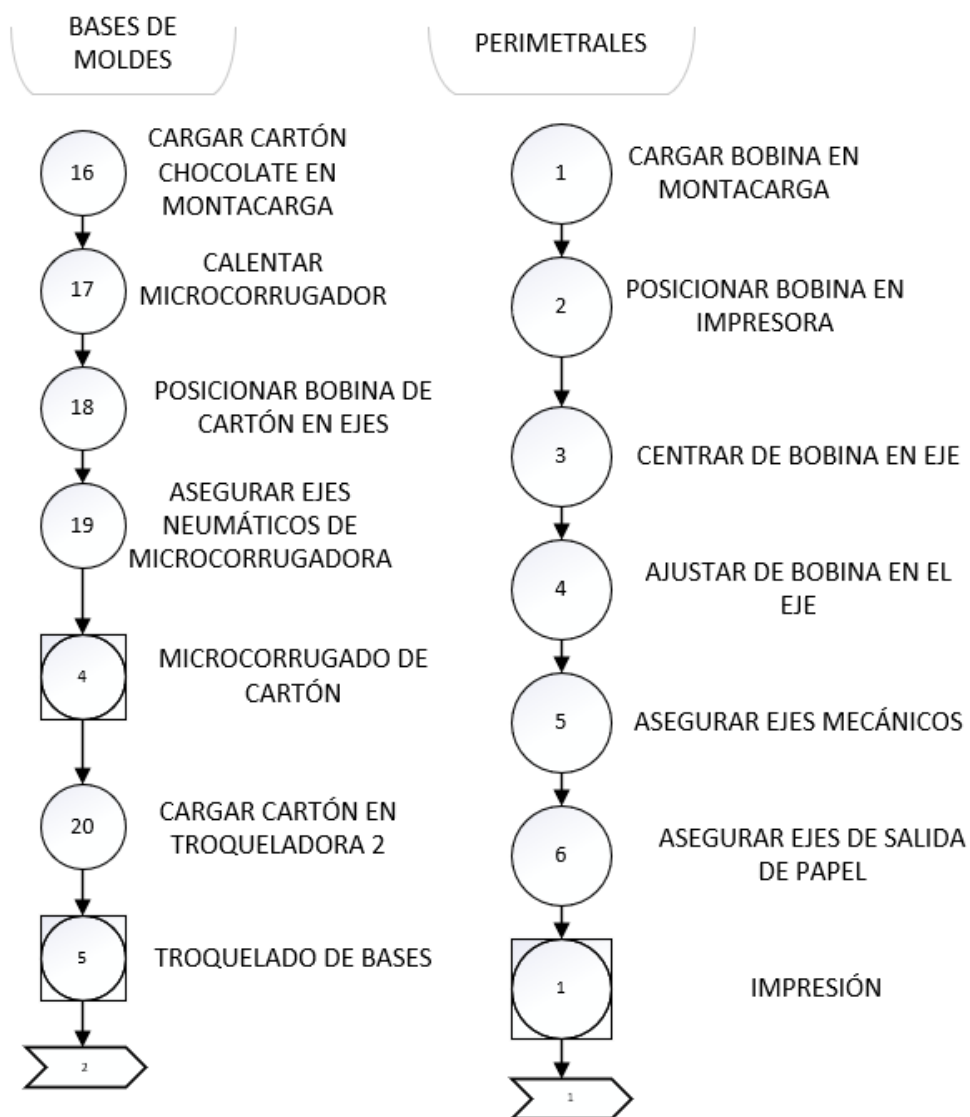 BASES DE
MOLDES
16
CARGAR CARTÓN
CHOCOLATE EN
MONTACARGA
17
CALENTAR
MICROCORRUGADOR
18
POSICIONAR BOBINA DE
CARTÓN EN EJES
19
ASEGURAR EJES
NEUMÁTICOS DE
MICROCORRUGADORA
4
MICROCORRUGADO DE
CARTÓN
20
CARGAR CARTÓN EN
TROQUELADORA 2
5
TROQUELADO DE BASES
2
PERIMETRALES
1
CARGAR BOBINA EN
MONTACARGA
2
POSICIONAR BOBINA EN
IMPRESORA
3
CENTRAR DE BOBINA EN EJE
4
AJUSTAR DE BOBINA EN EL
EJE
5
ASEGURAR EJES MECÁNICOS
6
ASEGURAR EJES DE SALIDA
DE PAPEL
1
IMPRESIÓN
1